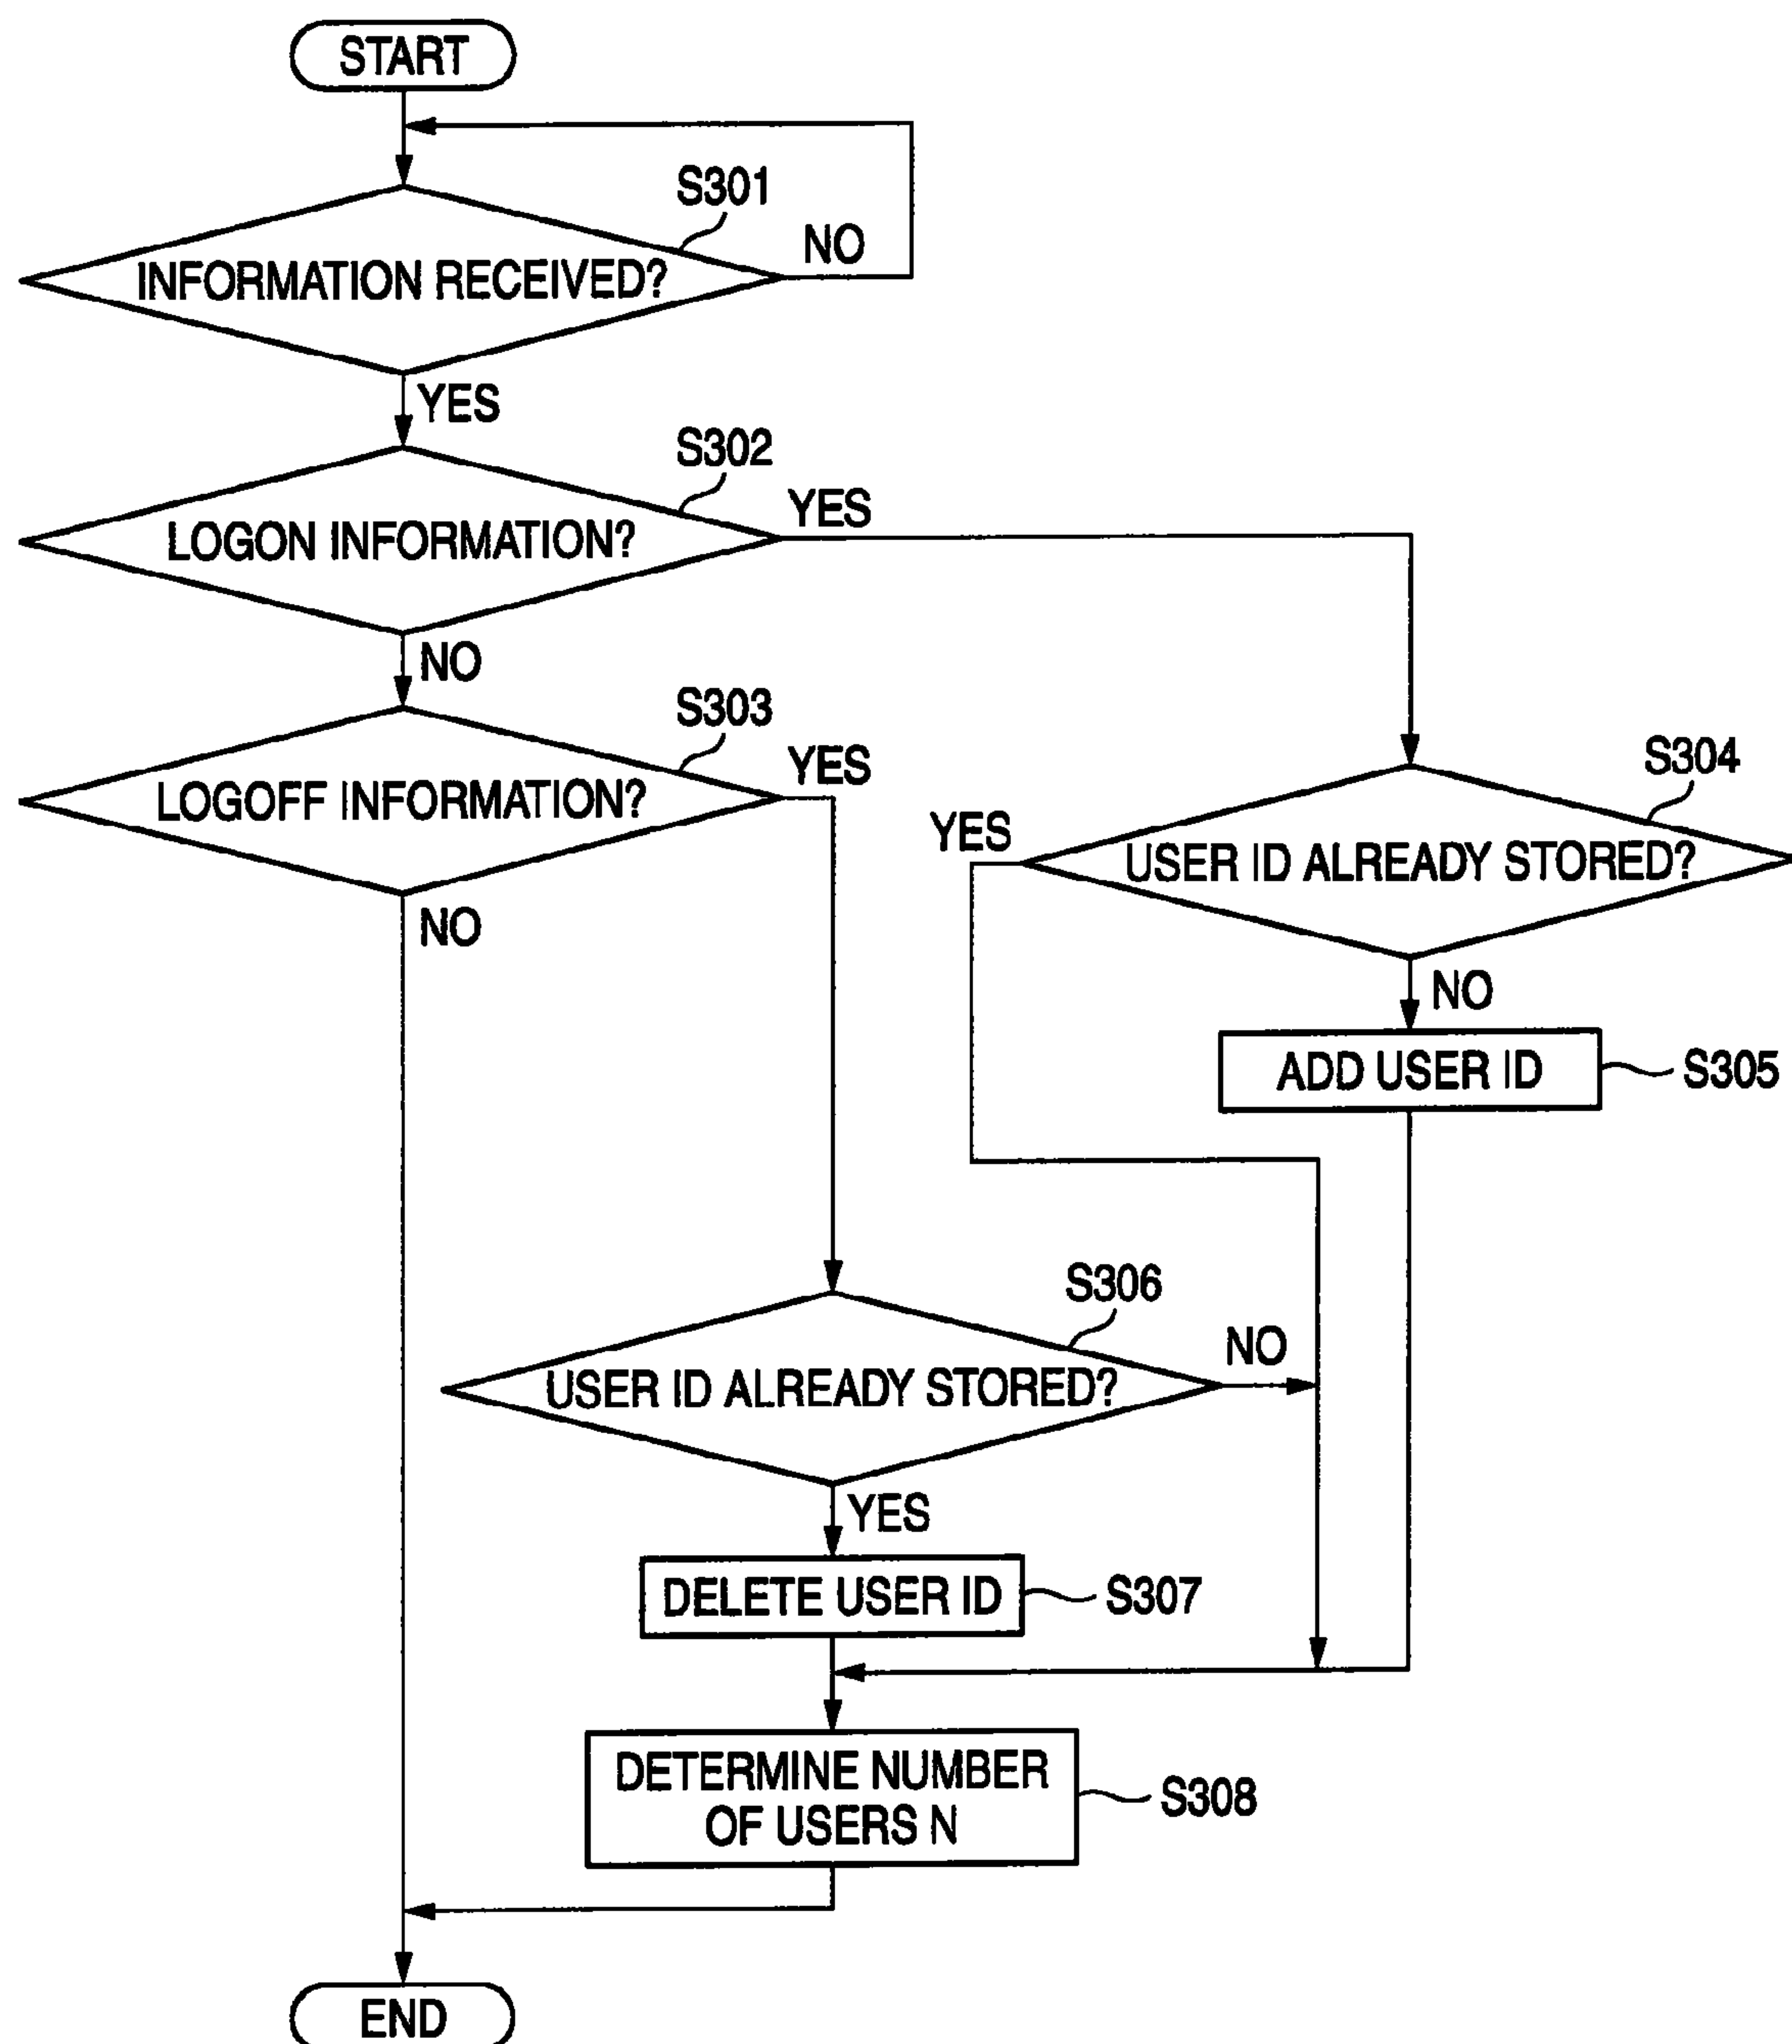 START
S301
INFORMATION RECEIVED?
NO
YES
S302
LOGON INFORMATION?
YES
NO
S303
LOGOFF INFORMATION?
YES
NO
S304
USER ID ALREADY STORED?
YES
NO
ADD USER ID
S305
S306
USER ID ALREADY STORED?
NO
YES
DELETE USER ID
S307
DETERMINE NUMBER
OF USERS N
S308
END